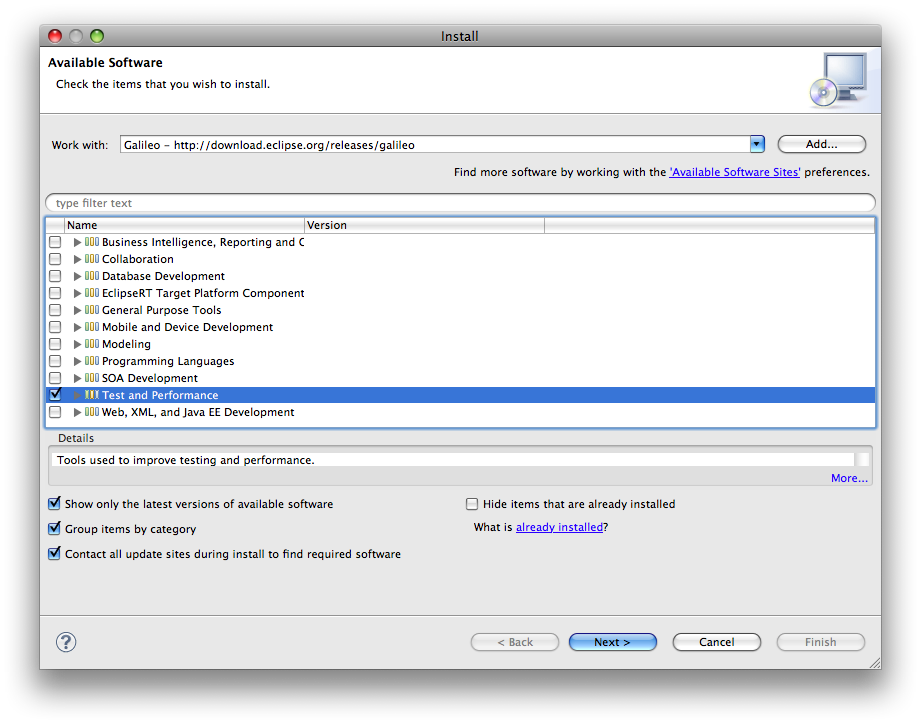 Install
Available Software
Check the items that you wish to install.
Work with: Galileo - http://download.eclipse.org/releases/galileo Add...
Find more software by working with the 'Available Software Sites' preferences.
type filter text
Name Version
Business Intelligence, Reporting and C
Collaboration
Database Development
EclipseRT Target Platform Component
General Purpose Tools
Mobile and Device Development
Modeling
Programming Languages
SOA Development
Test and Performance
Web, XML, and Java EE Development
Details
Tools used to improve testing and performance.
More...
Show only the latest versions of available software Hide items that are already installed
Group items by category What is already installed?
Contact all update sites during install to find required software
? < Back Next > Cancel Finish